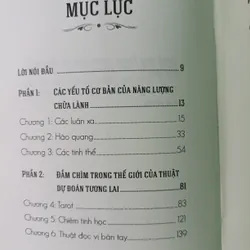 MỤC LỤC
LỜI NÓI ĐẦU 9
PHẦN 1: CÁC YẾU TỐ CƠ BẢN CỦA NĂNG LƯỢNG
CHỮA LÀNH 13
Chương 1: Các luân xa 15
Chương 2: Hào quang 33
Chương 3: Các tinh thể 54
PHẦN 2: ĐẮM CHÌM TRONG THẾ GIỚI CỦA THUẬT
DỰ ĐOÁN TƯƠNG LAI 81
Chương 4: Tarot 83
Chương 5: Chiêm tinh học 121
Chương 6: Thuật đọc vị bàn tay 139